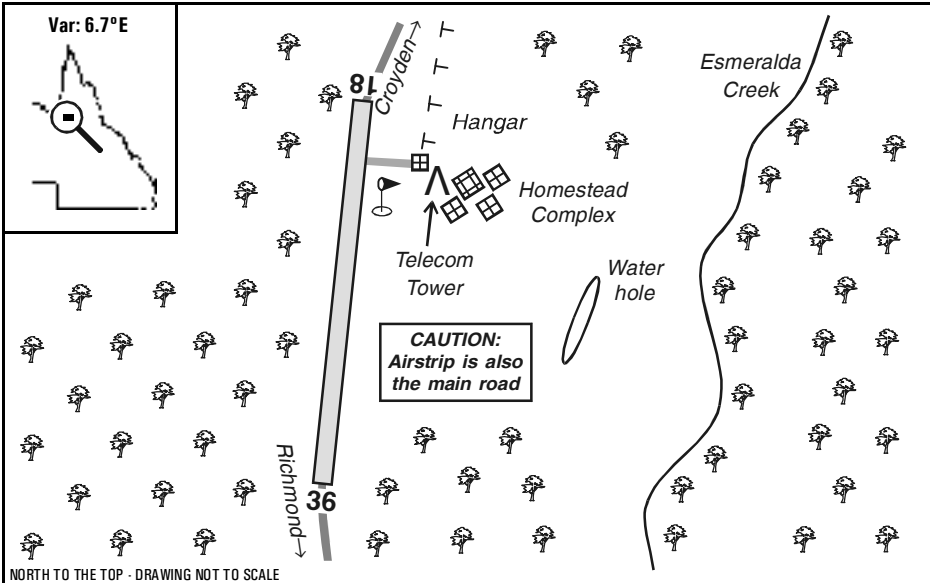 Var: 6.7°E
18
Croyden→
Hangar
Esmeralda
Creek
Homestead
Complex
Telecom
Tower
Water
hole
CAUTION:
Airstrip is also
the main road
Richmond→
36
NORTH TO THE TOP - DRAWING NOT TO SCALE